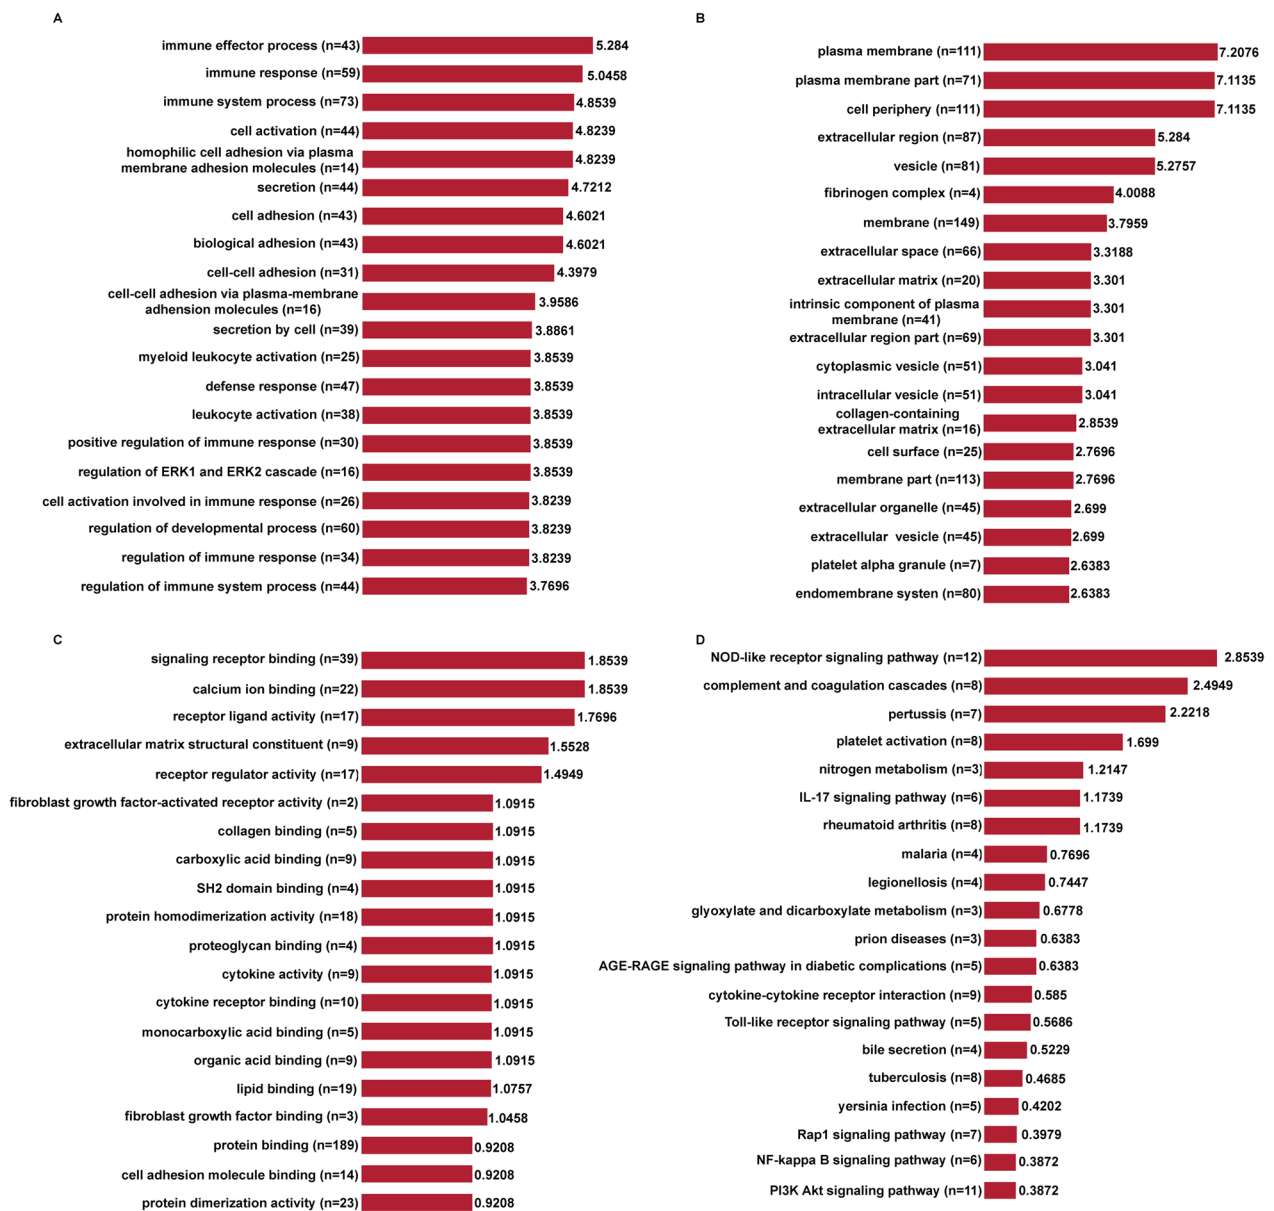 A
immune effector process (n=43) 5.284
immune response (n=59) 5.0458
immune system process (n=73) 4.8539
cell activation (n=44) 4.8239
homophilic cell adhesion via plasma
membrane adhesion molecules (n=14) 4.8239
secretion (n=44) 4.7212
cell adhesion (n=43) 4.6021
biological adhesion (n=43) 4.6021
cell-cell adhesion (n=31) 4.3979
cell-cell adhesion via plasma-membrane
adhension molecules (n=16) 3.9586
secretion by cell (n=39) 3.8861
myeloid leukocyte activation (n=25) 3.8539
defense response (n=47) 3.8539
leukocyte activation (n=38) 3.8539
positive regulation of immune response (n=30) 3.8539
regulation of ERK1 and ERK2 cascade (n=16) 3.8539
cell activation involved in immune response (n=26) 3.8239
regulation of developmental process (n=60) 3.8239
regulation of immune response (n=34) 3.8239
regulation of immune system process (n=44) 3.7696
B
plasma membrane (n=111) 7.2076
plasma membrane part (n=71) 7.1135
cell periphery (n=111) 7.1135
extracellular region (n=87) 5.284
vesicle (n=81) 5.2757
fibrinogen complex (n=4) 4.0088
membrane (n=149) 3.7959
extracellular space (n=66) 3.3188
extracellular matrix (n=20) 3.301
intrinsic component of plasma
membrane (n=41) 3.301
extracellular region part (n=69) 3.301
cytoplasmic vesicle (n=51) 3.041
intracellular vesicle (n=51) 3.041
collagen-containing
extracellular matrix (n=16) 2.8539
cell surface (n=25) 2.7696
membrane part (n=113) 2.7696
extracellular organelle (n=45) 2.699
extracellular vesicle (n=45) 2.699
platelet alpha granule (n=7) 2.6383
endomembrane systen (n=80) 2.6383
C
signaling receptor binding (n=39) 1.8539
calcium ion binding (n=22) 1.8539
receptor ligand activity (n=17) 1.7696
extracellular matrix structural constituent (n=9) 1.5528
receptor regulator activity (n=17) 1.4949
fibroblast growth factor-activated receptor activity (n=2) 1.0915
collagen binding (n=5) 1.0915
carboxylic acid binding (n=9) 1.0915
SH2 domain binding (n=4) 1.0915
protein homodimerization activity (n=18) 1.0915
proteoglycan binding (n=4) 1.0915
cytokine activity (n=9) 1.0915
cytokine receptor binding (n=10) 1.0915
monocarboxylic acid binding (n=5) 1.0915
organic acid binding (n=9) 1.0915
lipid binding (n=19) 1.0757
fibroblast growth factor binding (n=3) 1.0458
protein binding (n=189) 0.9208
cell adhesion molecule binding (n=14) 0.9208
protein dimerization activity (n=23) 0.9208
D
NOD-like receptor signaling pathway (n=12) 2.8539
complement and coagulation cascades (n=8) 2.4949
pertussis (n=7) 2.2218
platelet activation (n=8) 1.699
nitrogen metabolism (n=3) 1.2147
IL-17 signaling pathway (n=6) 1.1739
rheumatoid arthritis (n=8) 1.1739
malaria (n=4) 0.7696
legionellosis (n=4) 0.7447
glyoxylate and dicarboxylate metabolism (n=3) 0.6778
prion diseases (n=3) 0.6383
AGE-RAGE signaling pathway in diabetic complications (n=5) 0.6383
cytokine-cytokine receptor interaction (n=9) 0.585
Toll-like receptor signaling pathway (n=5) 0.5686
bile secretion (n=4) 0.5229
tuberculosis (n=8) 0.4685
yersinia infection (n=5) 0.4202
Rap1 signaling pathway (n=7) 0.3979
NF-kappa B signaling pathway (n=6) 0.3872
PI3K Akt signaling pathway (n=11) 0.3872